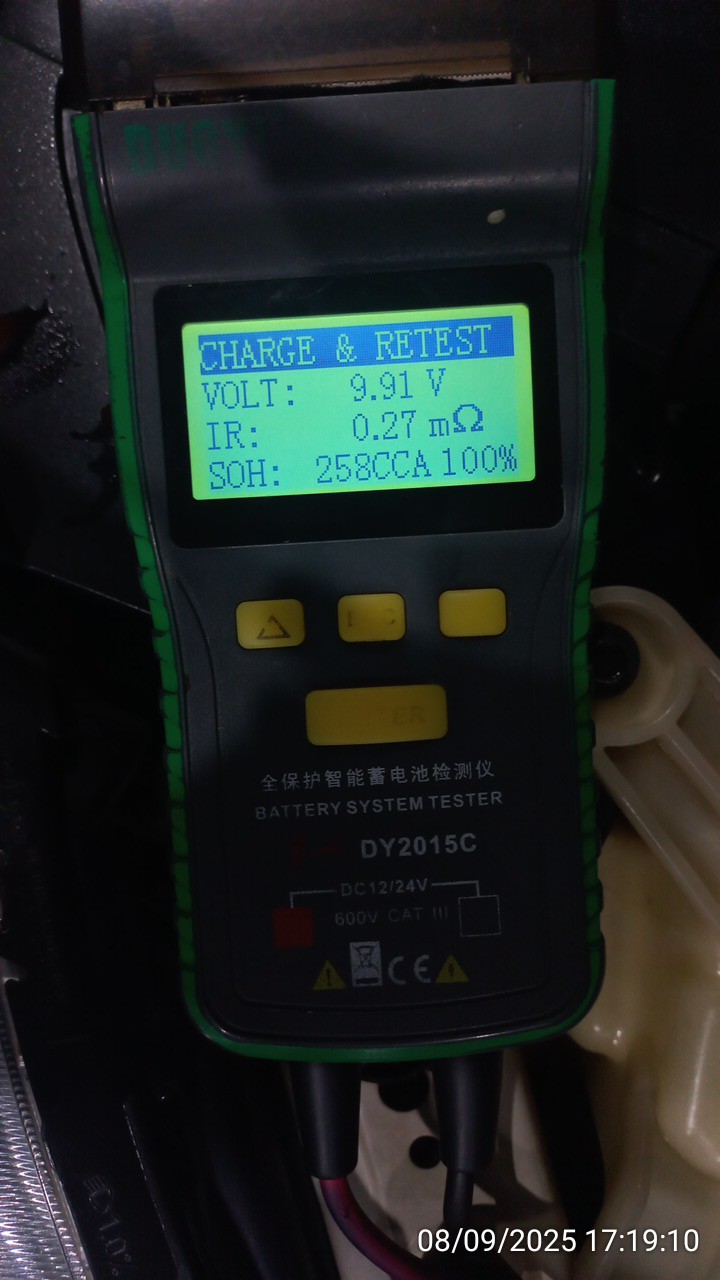 CHARGE & RETEST
VOLT: 9.91 V
IR: 0.27 mΩ
SOH: 258CCA 100%
全保护智能蓄电池检测仪
BATTERY SYSTEM TESTER
DY2015C
DC12/24V
600V CAT III
CE
08/09/2025 17:19:10